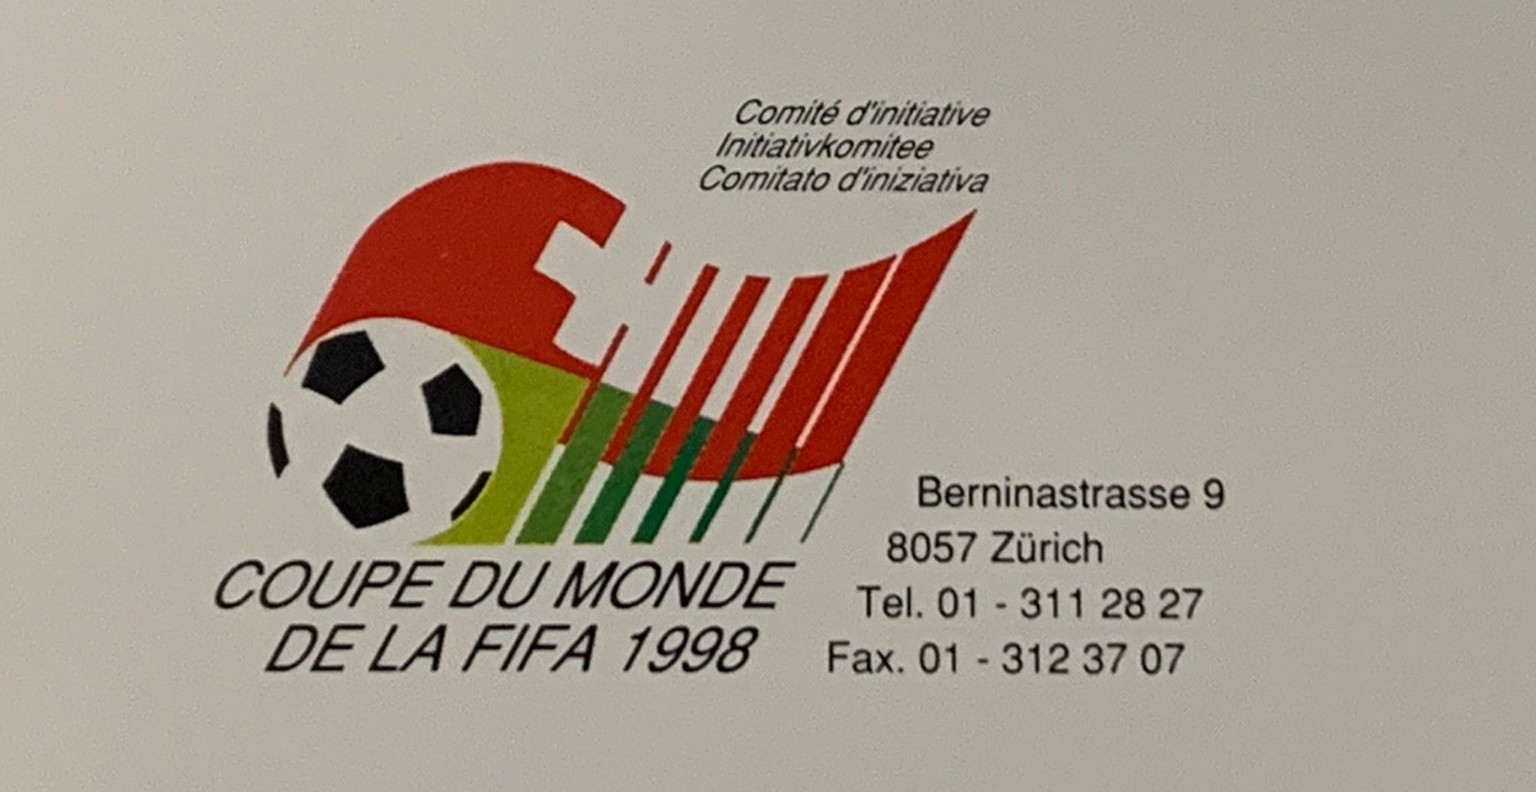 Comité d'initiative
Initiativkomitee
Comitato d'iniziativa
COUPE DU MONDE
DE LA FIFA 1998
Berninastrasse 9
8057 Zürich
Tel. 01 - 311 28 27
Fax. 01 - 312 37 07